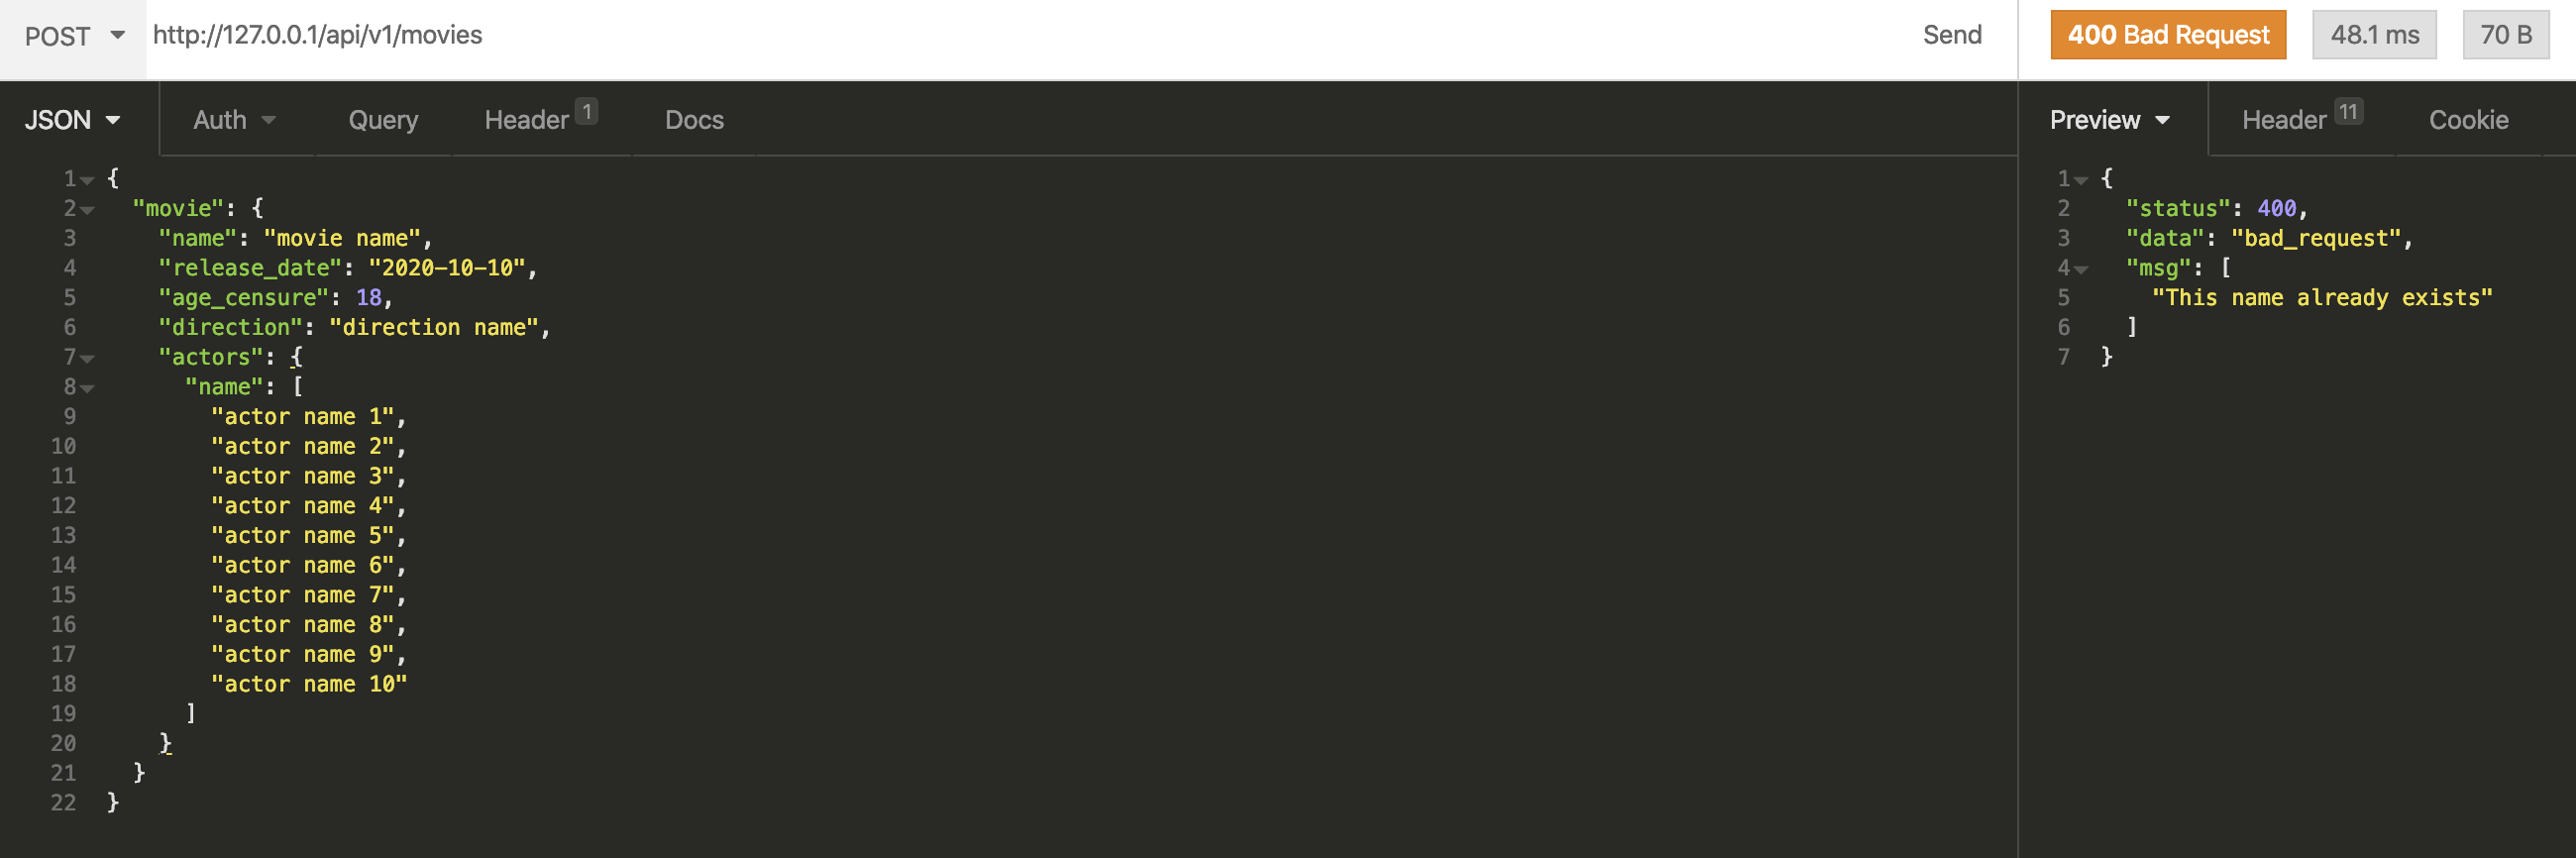 POST http://127.0.0.1/api/v1/movies Send
400 Bad Request 48.1 ms 70 B
JSON Auth Query Header 1 Docs
1 {
2 "movie": {
3 "name": "movie name",
4 "release_date": "2020-10-10",
5 "age_censure": 18,
6 "direction": "direction name",
7 "actors": {
8 "name": [
9 "actor name 1",
10 "actor name 2",
11 "actor name 3",
12 "actor name 4",
13 "actor name 5",
14 "actor name 6",
15 "actor name 7",
16 "actor name 8",
17 "actor name 9",
18 "actor name 10"
19 ]
20 }
21 }
22 }
Preview Header 11 Cookie
1 {
2 "status": 400,
3 "data": "bad_request",
4 "msg": [
5 "This name already exists"
6 ]
7 }